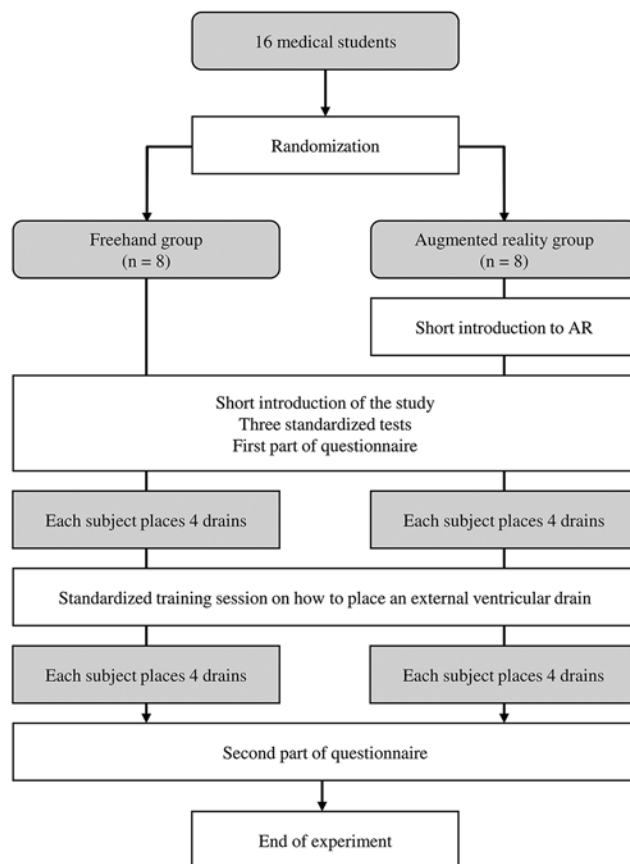 16 medical students
Randomization
Freehand group
(n = 8)
Augmented reality group
(n = 8)
Short introduction to AR
Short introduction of the study
Three standardized tests
First part of questionnaire
Each subject places 4 drains
Each subject places 4 drains
Standardized training session on how to place an external ventricular drain
Each subject places 4 drains
Each subject places 4 drains
Second part of questionnaire
End of experiment